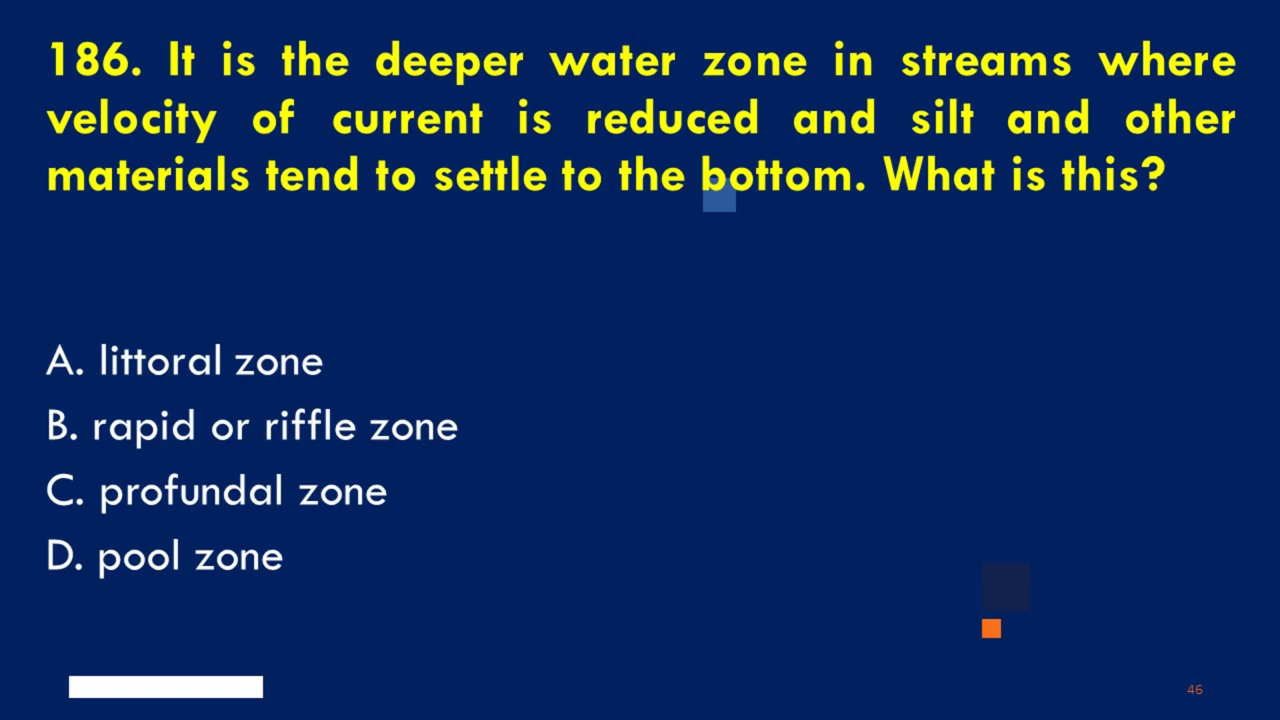 186. It is the deeper water zone in streams where
velocity of current is reduced and silt and other
materials tend to settle to the bottom. What is this?
A. littoral zone
B. rapid or riffle zone
C. profundal zone
D. pool zone
46